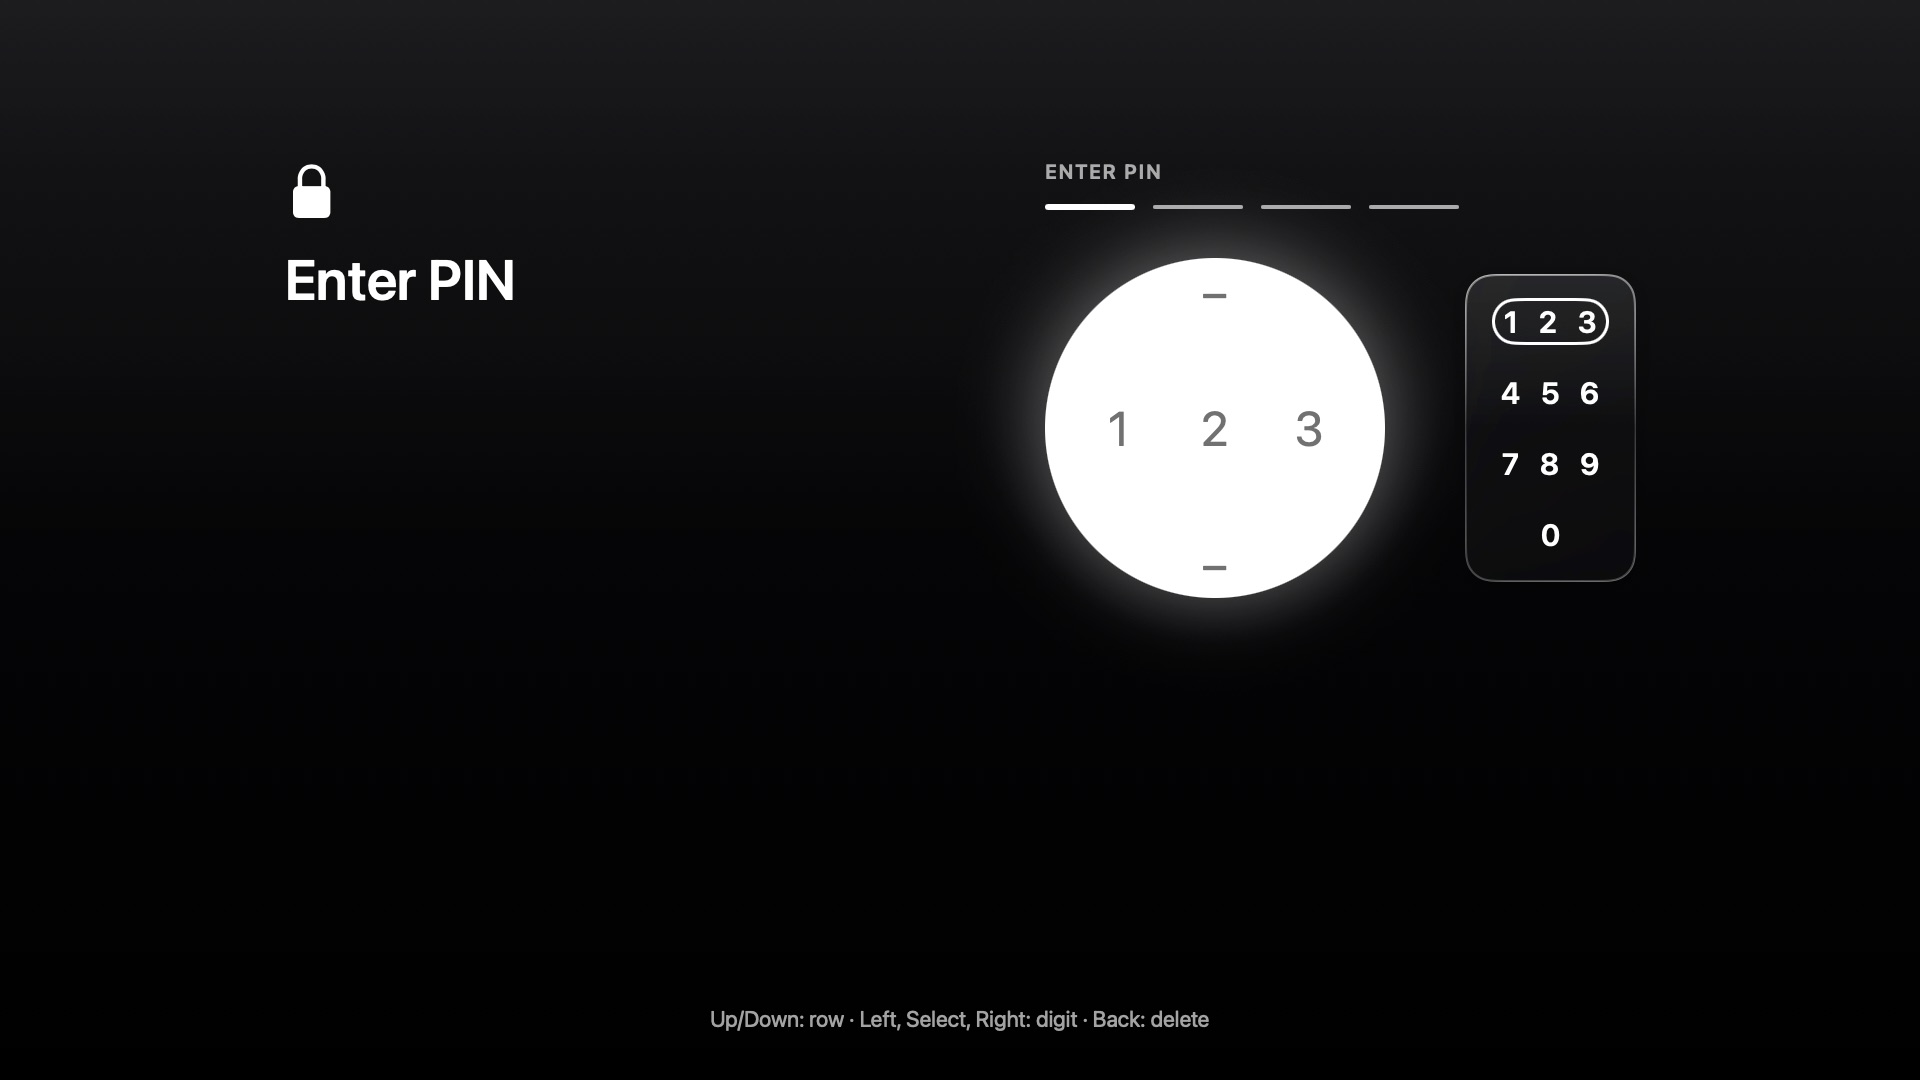 Enter PIN
ENTER PIN
–
1 2 3
–
1 2 3
4 5 6
7 8 9
0
Up/Down: row · Left, Select, Right: digit · Back: delete